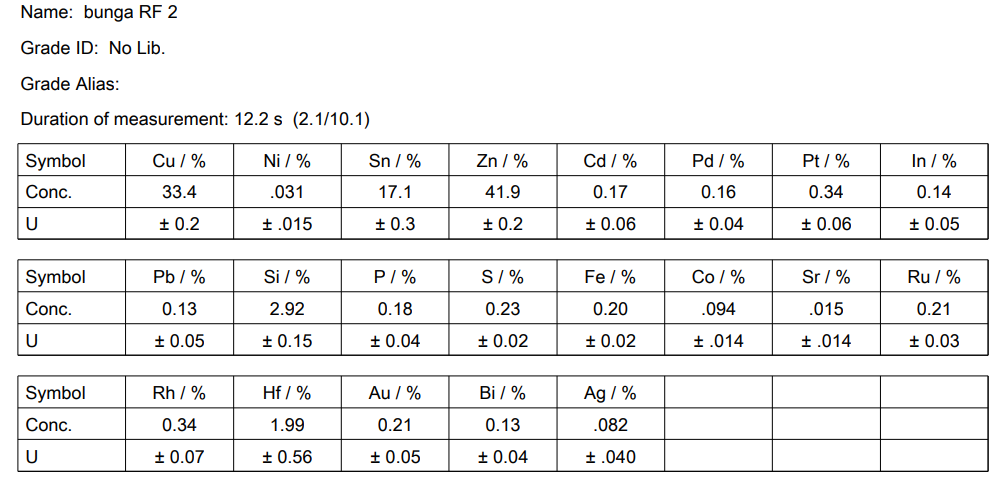 Name: bunga RF 2
Grade ID: No Lib.
Grade Alias:
Duration of measurement: 12.2 s (2.1/10.1)
Symbol Cu / % Ni / % Sn / % Zn / % Cd / % Pd / % Pt / % In / %
Conc. 33.4 .031 17.1 41.9 0.17 0.16 0.34 0.14
U ± 0.2 ± .015 ± 0.3 ± 0.2 ± 0.06 ± 0.04 ± 0.06 ± 0.05
Symbol Pb / % Si / % P / % S / % Fe / % Co / % Sr / % Ru / %
Conc. 0.13 2.92 0.18 0.23 0.20 .094 .015 0.21
U ± 0.05 ± 0.15 ± 0.04 ± 0.02 ± 0.02 ± .014 ± .014 ± 0.03
Symbol Rh / % Hf / % Au / % Bi / % Ag / %
Conc. 0.34 1.99 0.21 0.13 .082
U ± 0.07 ± 0.56 ± 0.05 ± 0.04 ± .040